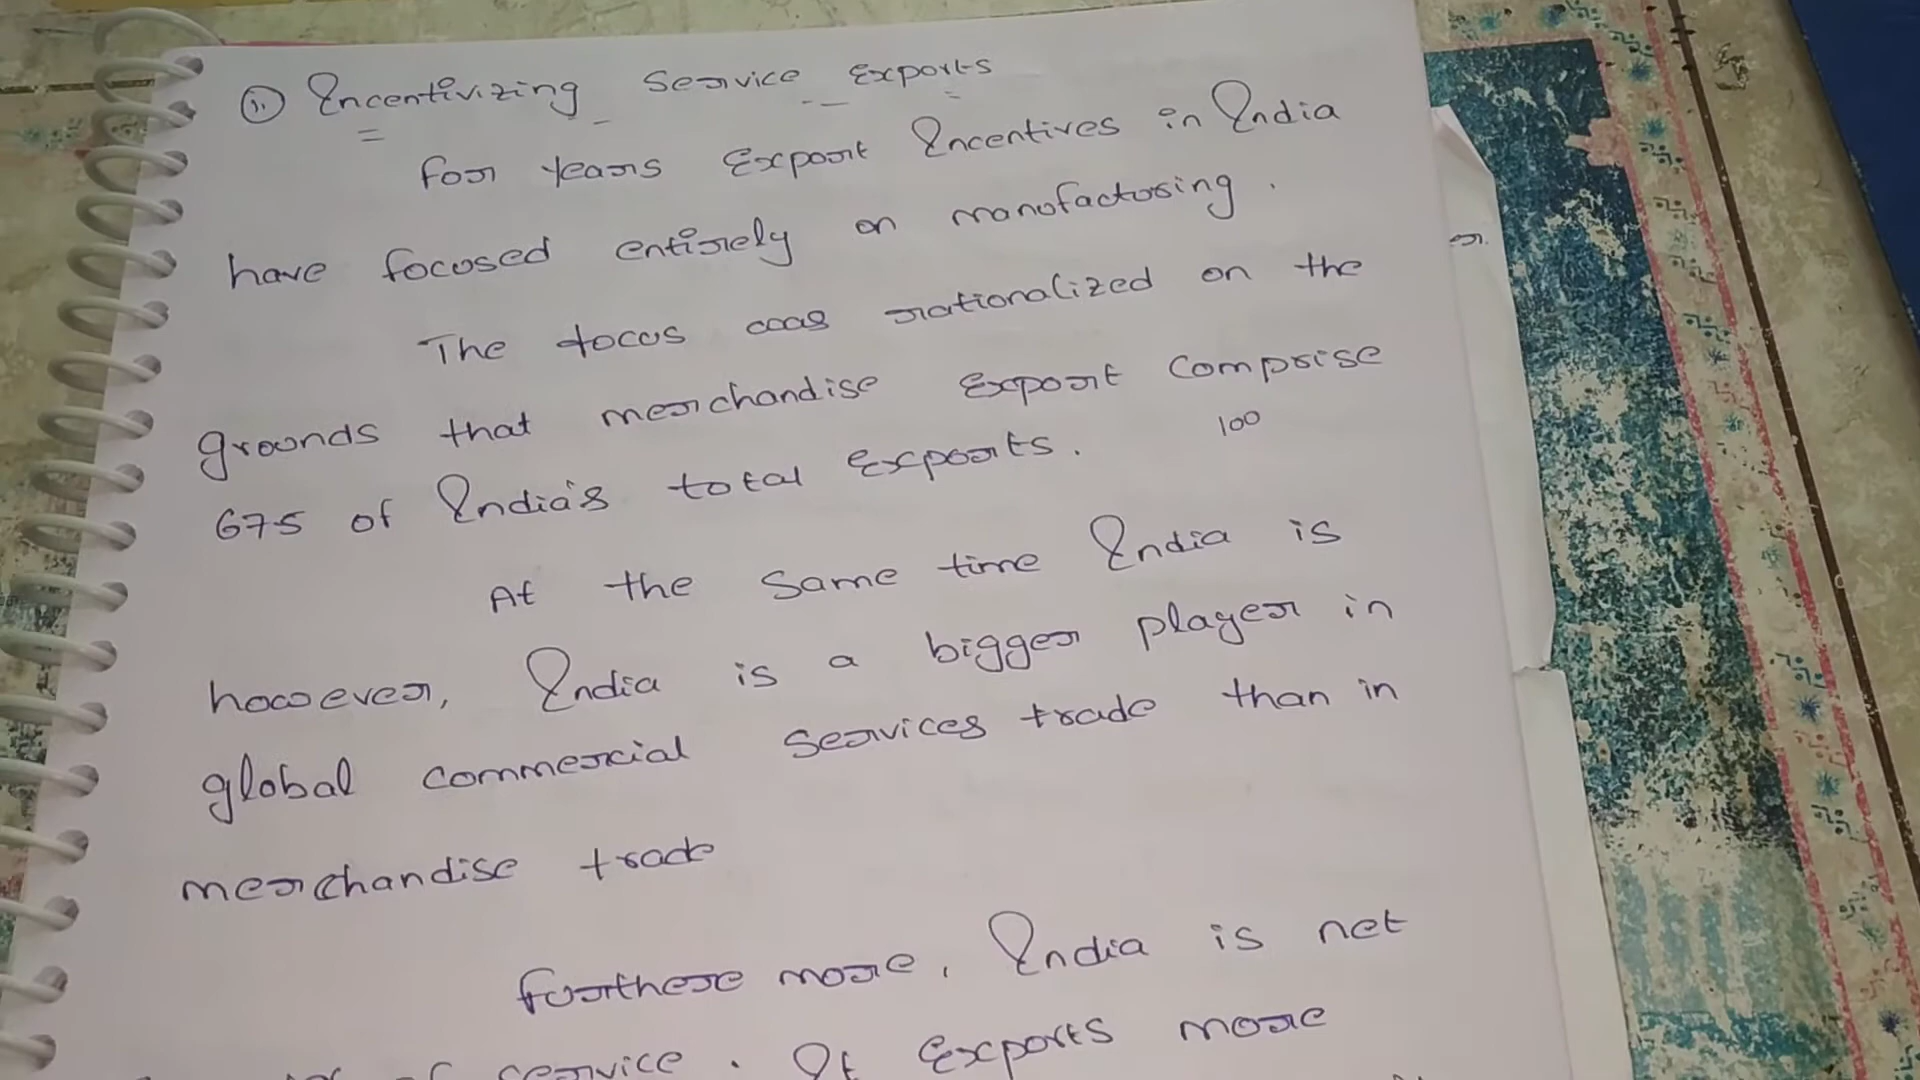 ① Incentivizing Service Exports
For Years Export Incentives in India
have focused entirely on manufacturing.
The focus was rationalized on the
grounds that merchandise Export Comprise
100
675 of India's total Exports.
At the Same time India is
however, India is a bigger player in
global commercial Services trade than in
merchandise trade
Furthere more, India is net
of service. It Exports more